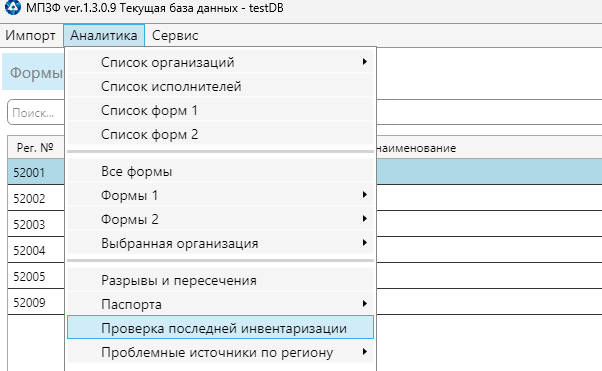 МПЗФ ver.1.3.0.9 Текущая база данных - testDB
Импорт Аналитика Сервис
Формы
Список организаций
Список исполнителей
Поиск...
Список форм 1
Список форм 2
Рег. № наименование
Все формы
52001
Формы 1
52002
Формы 2
52003
Выбранная организация
52004
Разрывы и пересечения
52005
Паспорта
52009
Проверка последней инвентаризации
Проблемные источники по региону